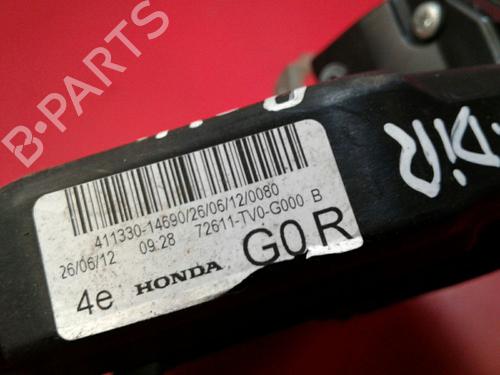 B-PARTS
411330-14690/26/06/12/0080
26/06/12 09.28 72611-TV0-G000 B
4e HONDA G0 R
DIR